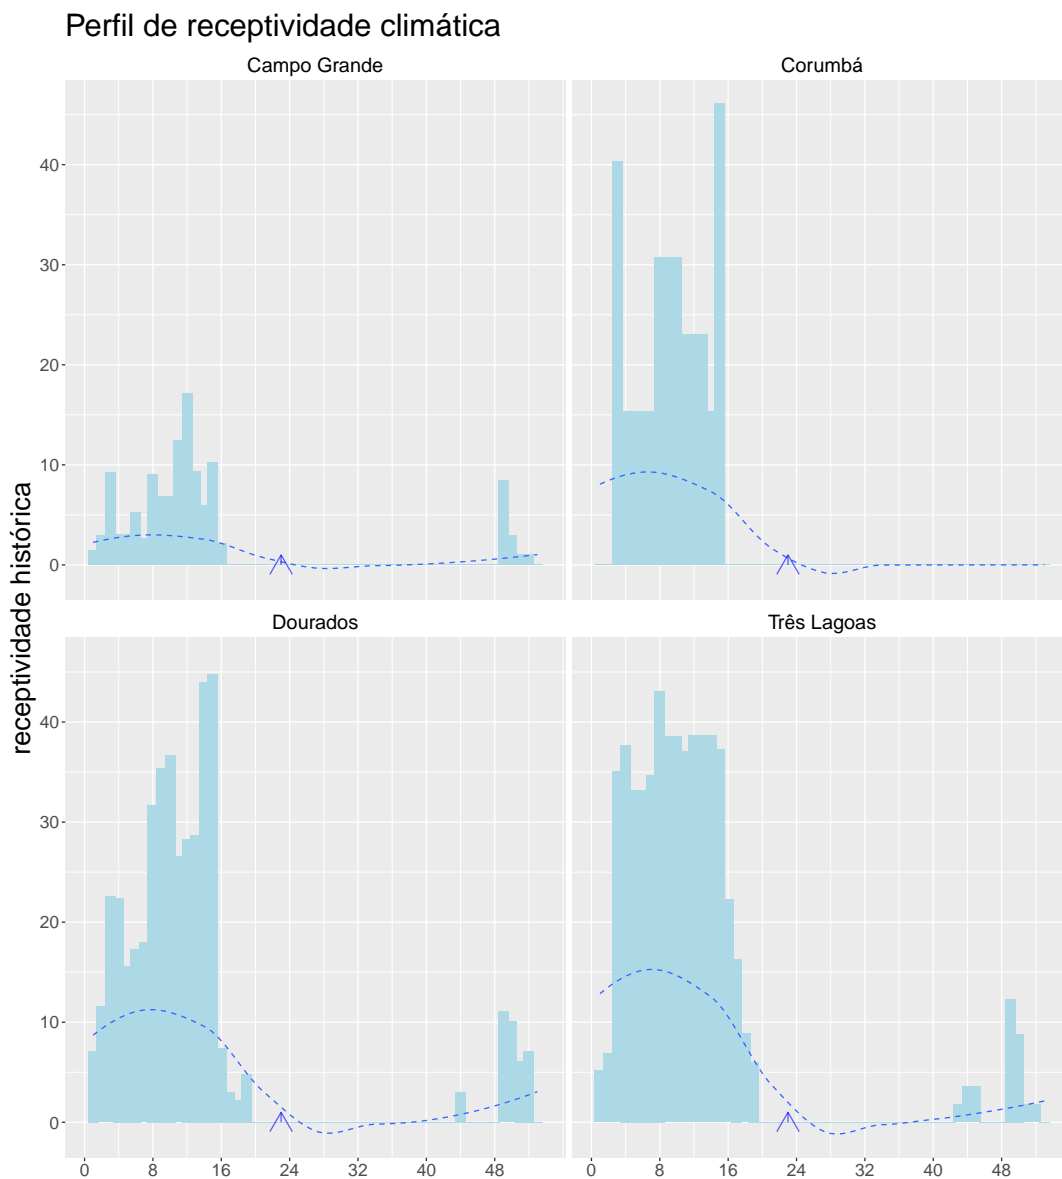 Perfil de receptividade climática
Campo Grande
Corumbá
40
30
20
10
0
receptividade histórica
Dourados
Três Lagoas
40
30
20
10
0
0 8 16 24 32 40 48
0 8 16 24 32 40 48